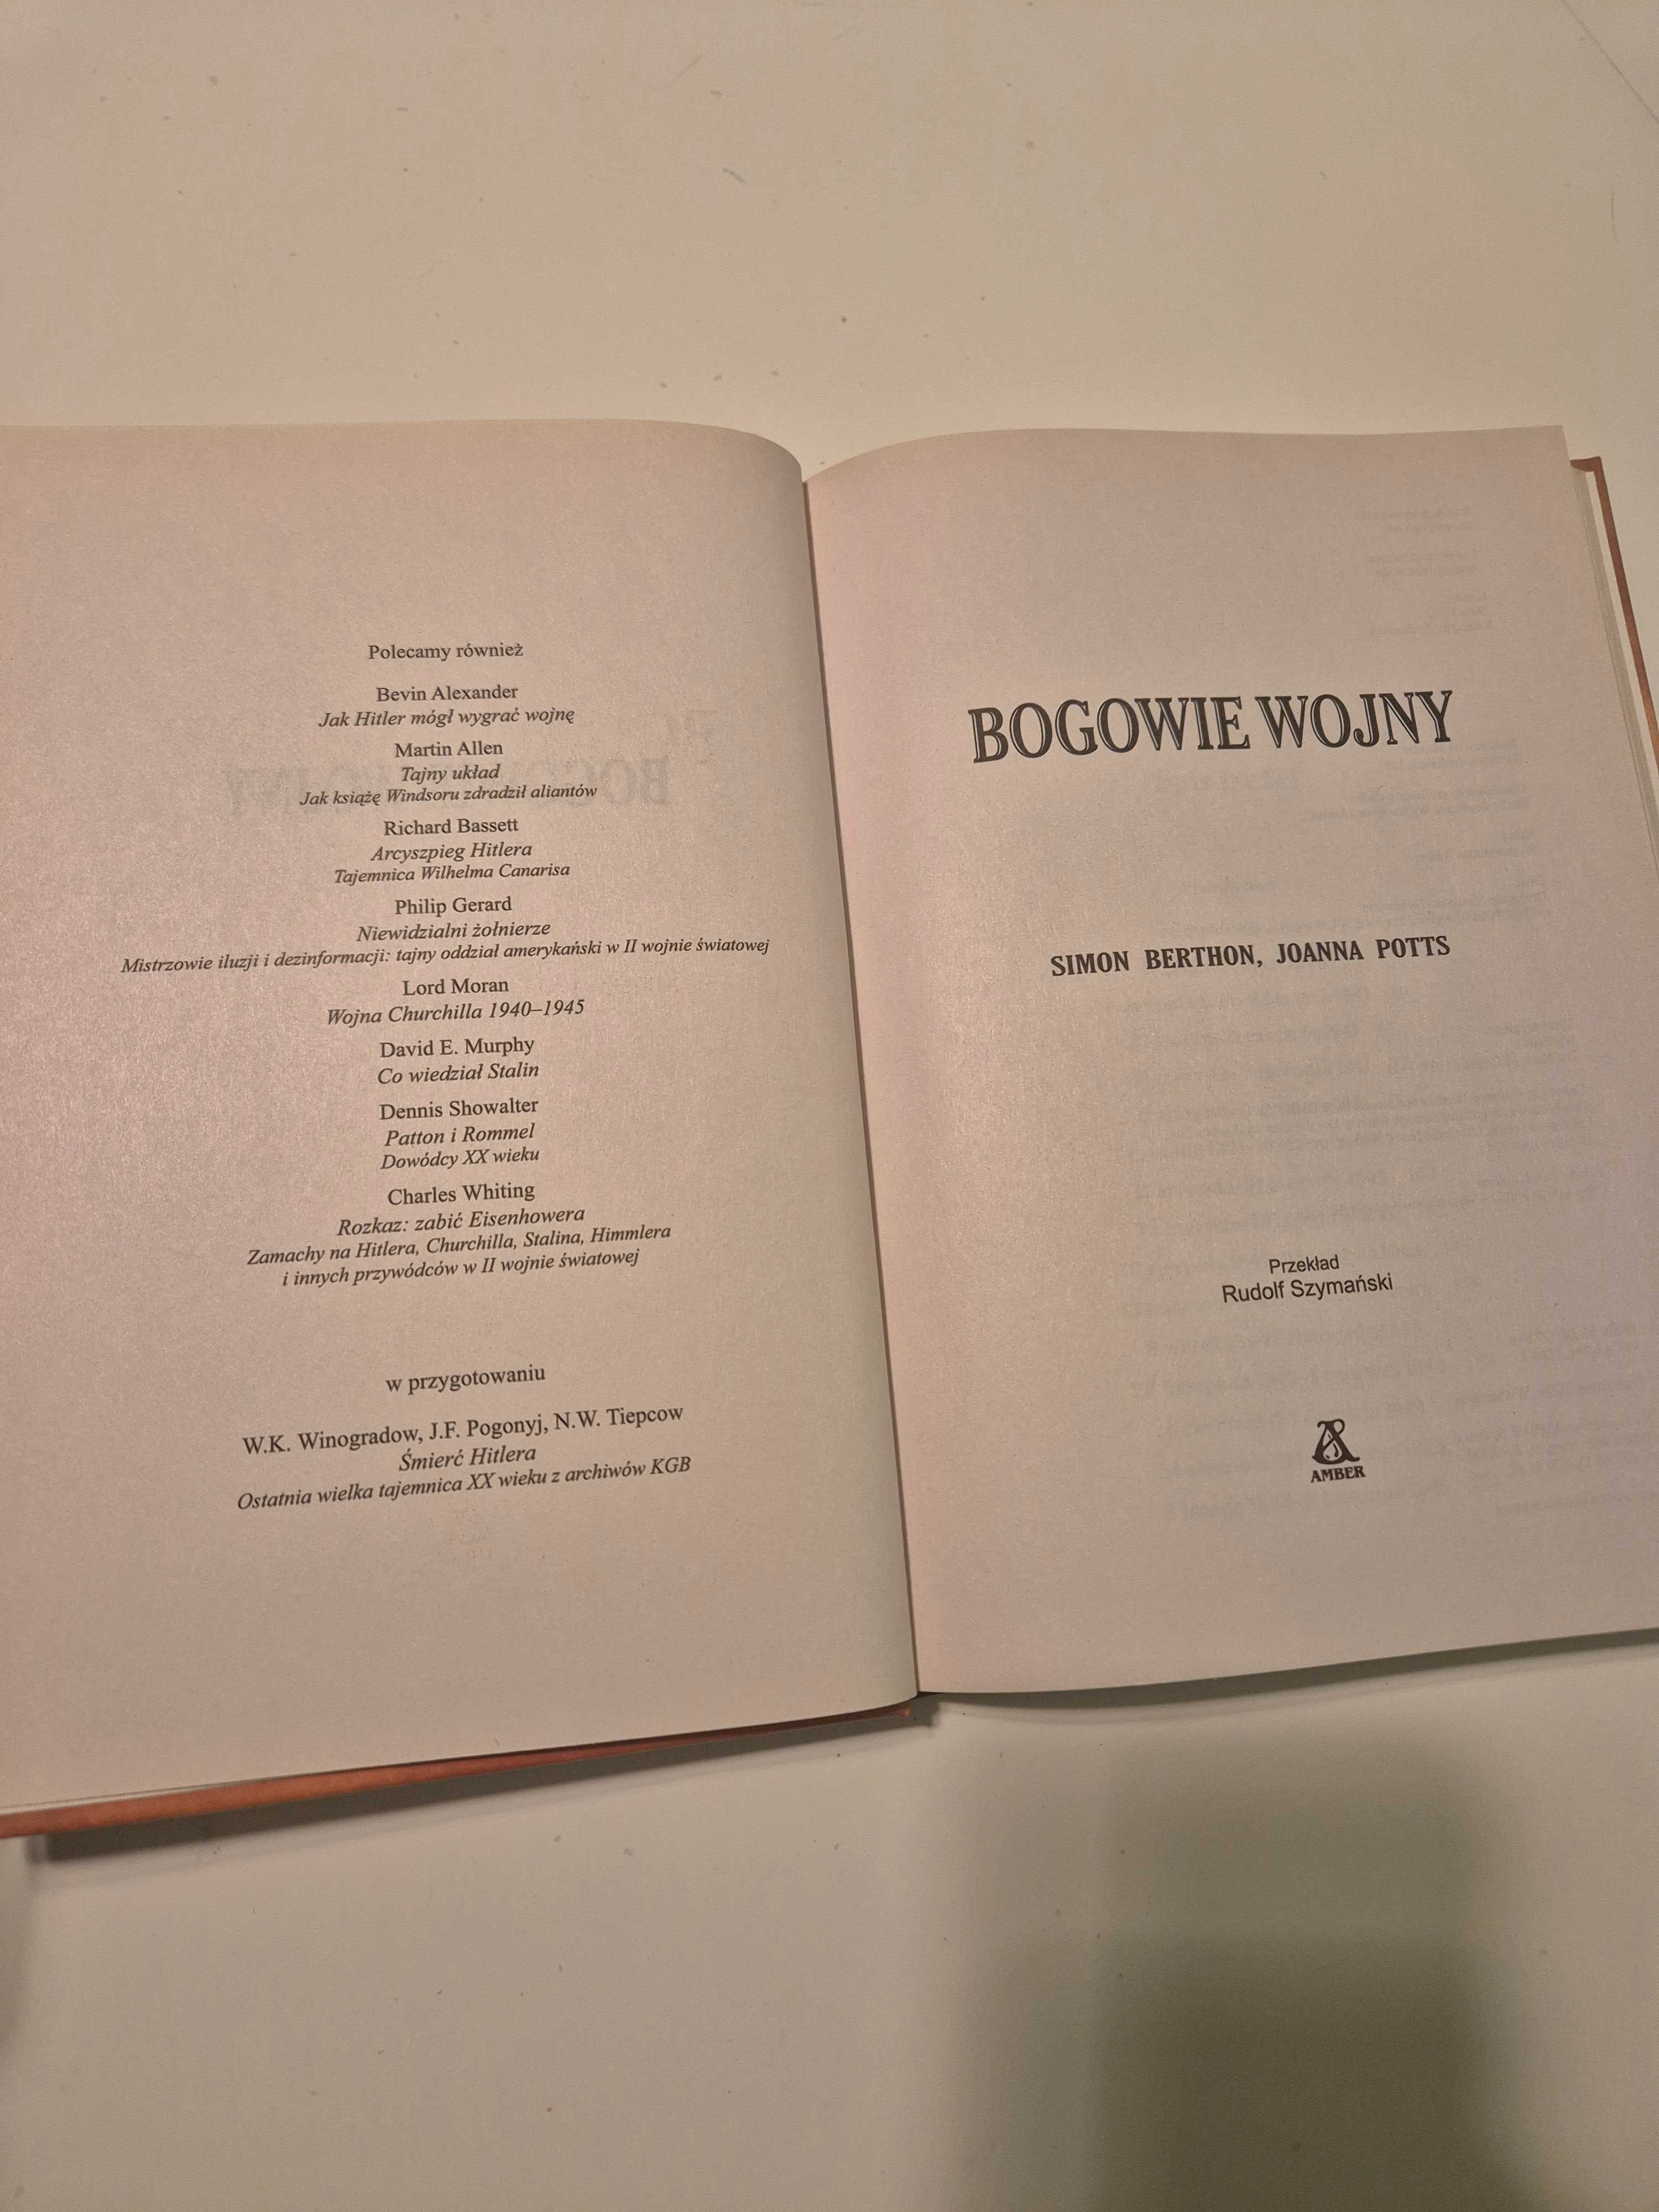 Polecamy również
Bevin Alexander
Jak Hitler mógł wygrać wojnę
Martin Allen
Tajny układ
Jak książę Windsoru zdradził aliantów
Richard Bassett
Arcyszpieg Hitlera
Tajemnica Wilhelma Canarisa
Philip Gerard
Niewidzialni żołnierze
Mistrzowie iluzji i dezinformacji: tajny oddział amerykański w II wojnie światowej
Lord Moran
Wojna Churchilla 1940–1945
David E. Murphy
Co wiedział Stalin
Dennis Showalter
Patton i Rommel
Dowódcy XX wieku
Charles Whiting
Rozkaz: zabić Eisenhowera
Zamachy na Hitlera, Churchilla, Stalina, Himmlera
i innych przywódców w II wojnie światowej
w przygotowaniu
W.K. Winogradow, J.F. Pogonyj, N.W. Tiepcow
Śmierć Hitlera
Ostatnia wielka tajemnica XX wieku z archiwów KGB
BOGOWIE WOJNY
SIMON BERTHON, JOANNA POTTS
Przekład
Rudolf Szymański
AMBER